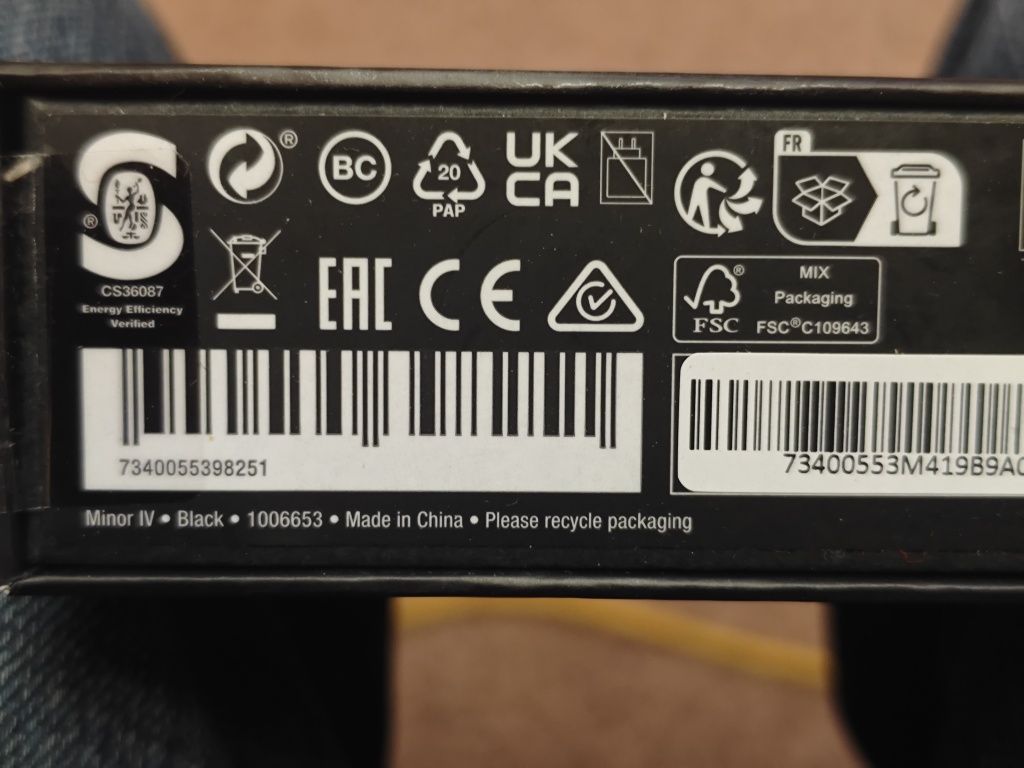 ®
BC
20
PAP
UK
CA
FR
®
CS36087
Energy Efficiency
Verified
EAC
CE
®
FSC
MIX
Packaging
FSC®C109643
7340055398251
73400553M419B9A
Minor IV • Black • 1006653 • Made in China • Please recycle packaging